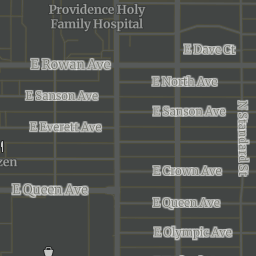 Providence Holy
Family Hospital
E Dave Ct
E Rowan Ave
E North Ave
E Sanson Ave
E Sanson Ave
E Everett Ave
N Standard St
zen
E Crown Ave
E Queen Ave
E Queen Ave
E Olympic Ave